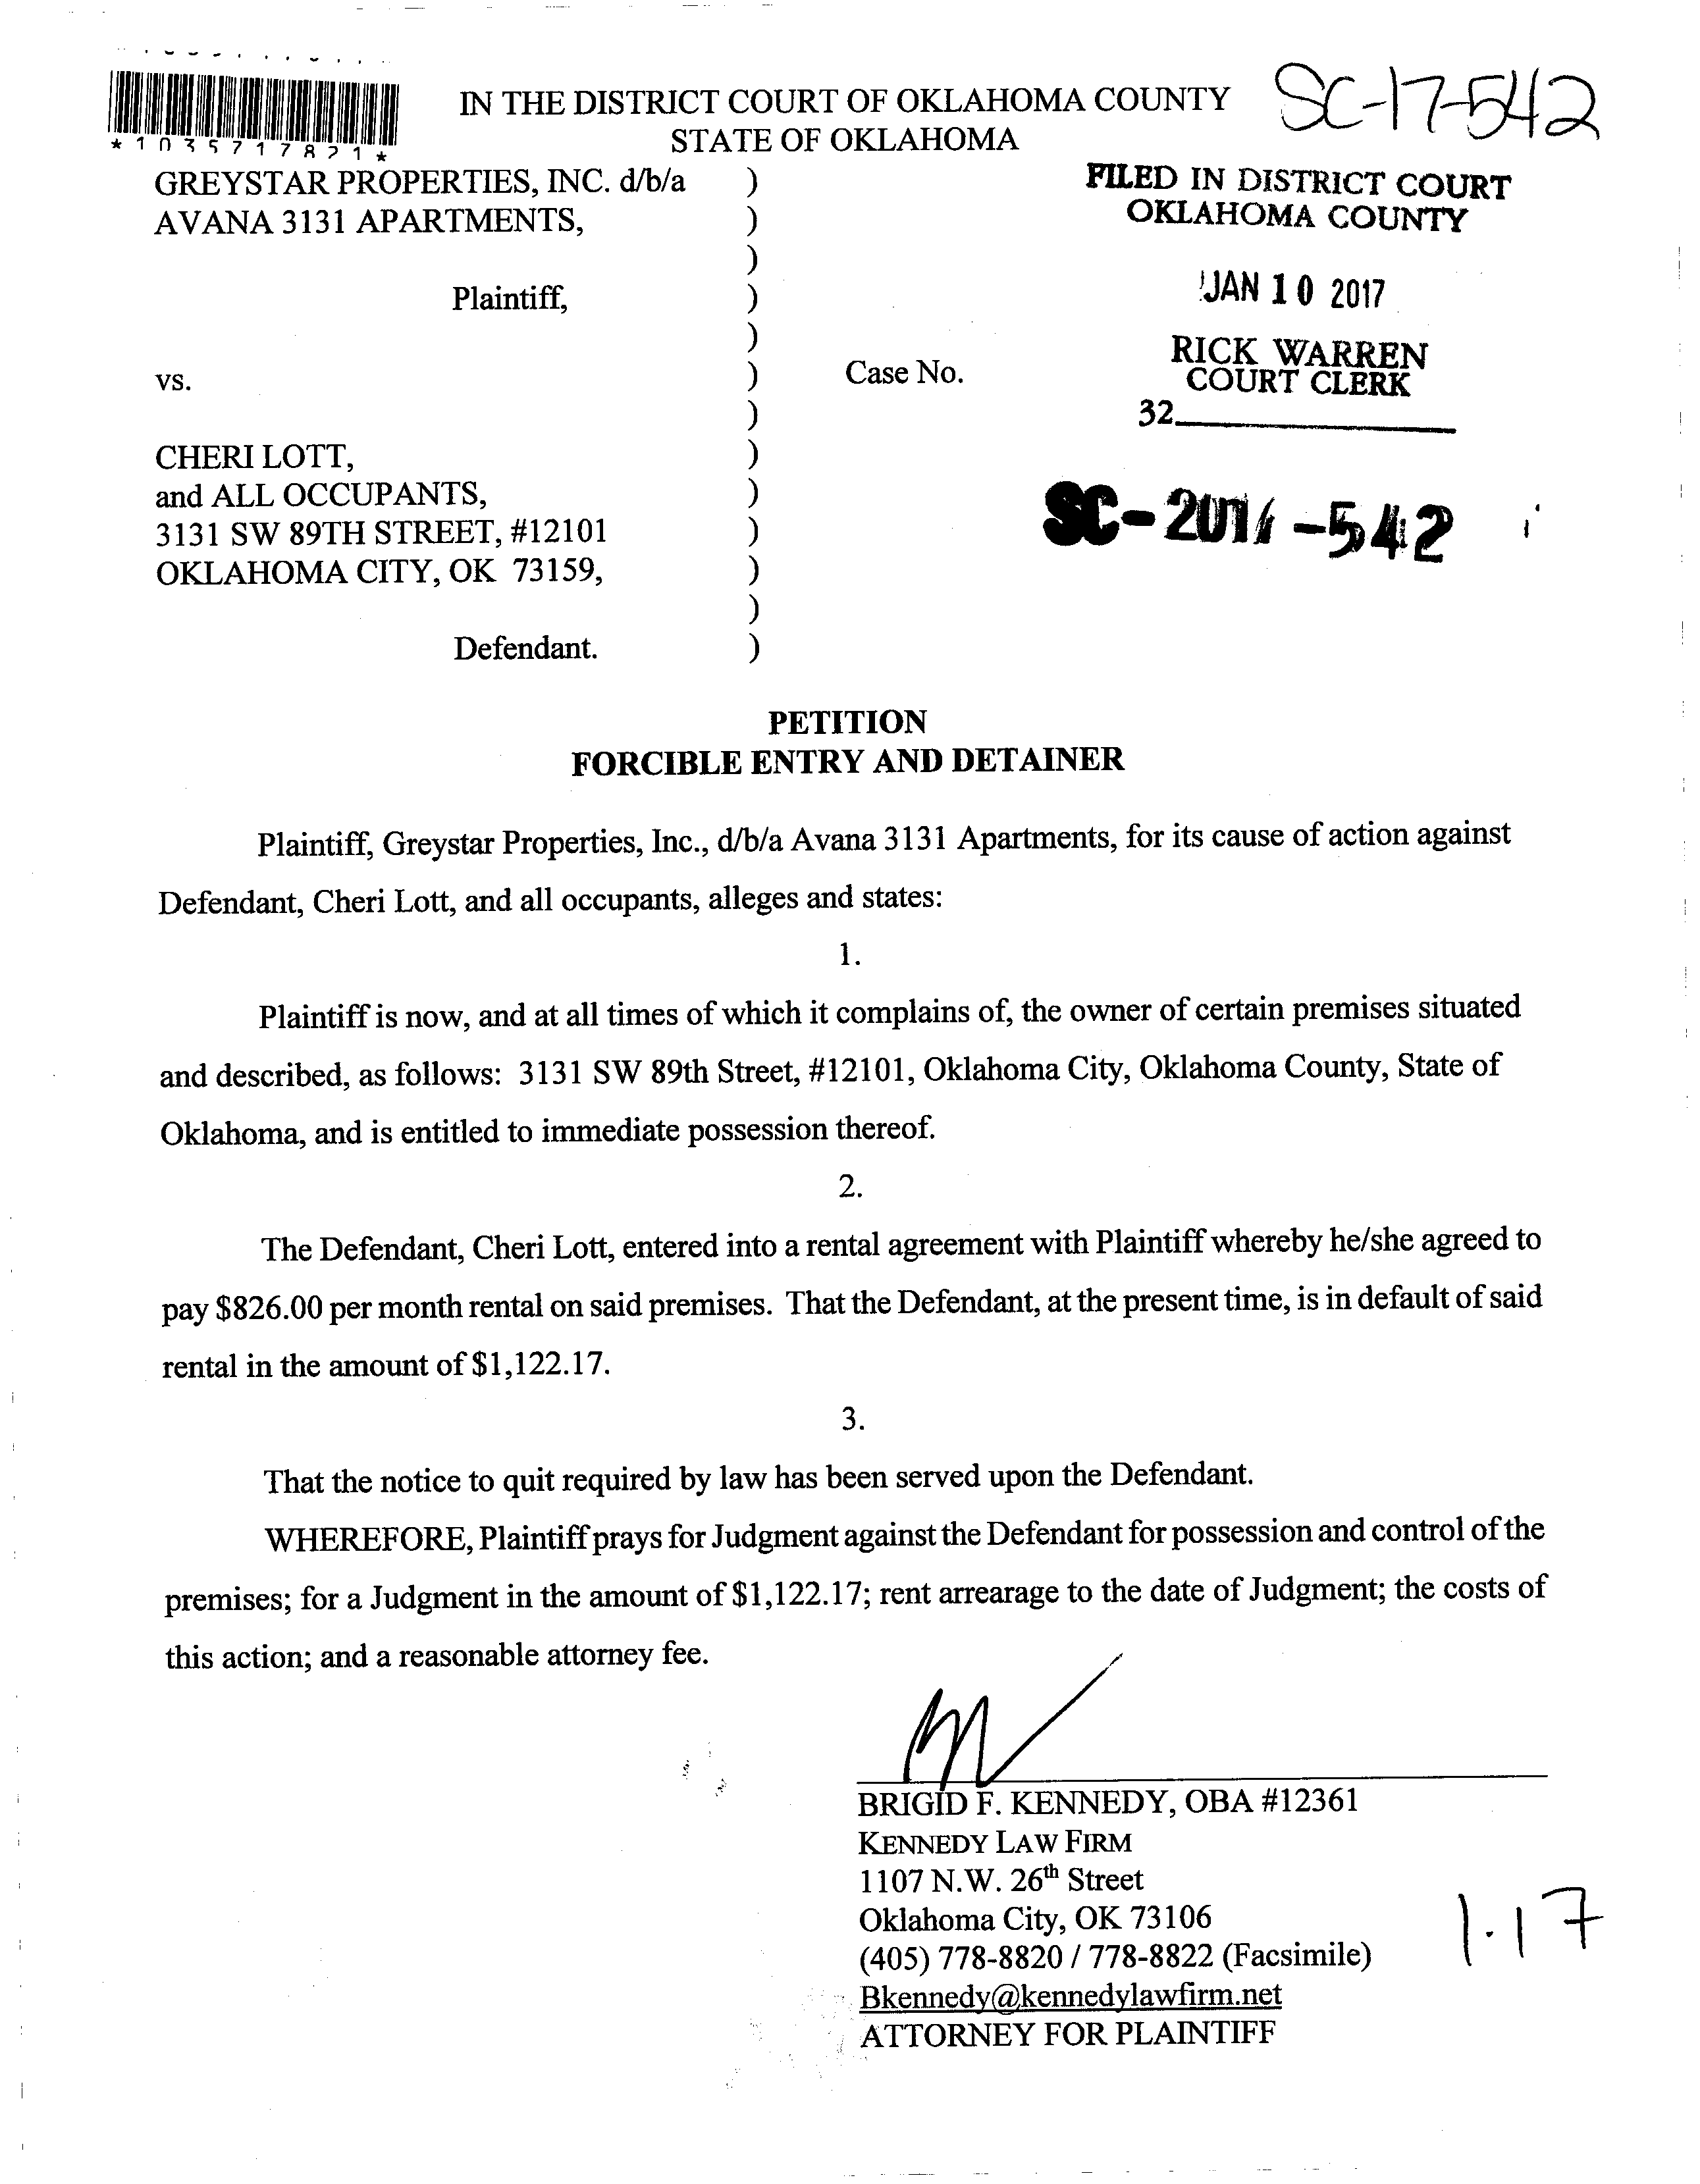 IN THE DISTRICT COURT OF OKLAHOMA COUNTY
STATE OF OKLAHOMA
SC-17-542
*1035717821*
GREYSTAR PROPERTIES, INC. d/b/a )
AVANA 3131 APARTMENTS, )
)
Plaintiff, )
)
vs. ) Case No.
)
CHERI LOTT, )
and ALL OCCUPANTS, )
3131 SW 89TH STREET, #12101 )
OKLAHOMA CITY, OK 73159, )
)
Defendant. )
FILED IN DISTRICT COURT
OKLAHOMA COUNTY
JAN 10 2017
RICK WARREN
COURT CLERK
32
SC-2017-542
PETITION
FORCIBLE ENTRY AND DETAINER
Plaintiff, Greystar Properties, Inc., d/b/a Avana 3131 Apartments, for its cause of action against
Defendant, Cheri Lott, and all occupants, alleges and states:
1.
Plaintiff is now, and at all times of which it complains of, the owner of certain premises situated
and described, as follows: 3131 SW 89th Street, #12101, Oklahoma City, Oklahoma County, State of
Oklahoma, and is entitled to immediate possession thereof.
2.
The Defendant, Cheri Lott, entered into a rental agreement with Plaintiff whereby he/she agreed to
pay $826.00 per month rental on said premises. That the Defendant, at the present time, is in default of said
rental in the amount of $1,122.17.
3.
That the notice to quit required by law has been served upon the Defendant.
WHEREFORE, Plaintiff prays for Judgment against the Defendant for possession and control of the
premises; for a Judgment in the amount of $1,122.17; rent arrearage to the date of Judgment; the costs of
this action; and a reasonable attorney fee.
BRIGID F. KENNEDY, OBA #12361
KENNEDY LAW FIRM
1107 N.W. 26th Street
Oklahoma City, OK 73106
(405) 778-8820 / 778-8822 (Facsimile)
Bkennedy@kennedylawfirm.net
ATTORNEY FOR PLAINTIFF
1.17